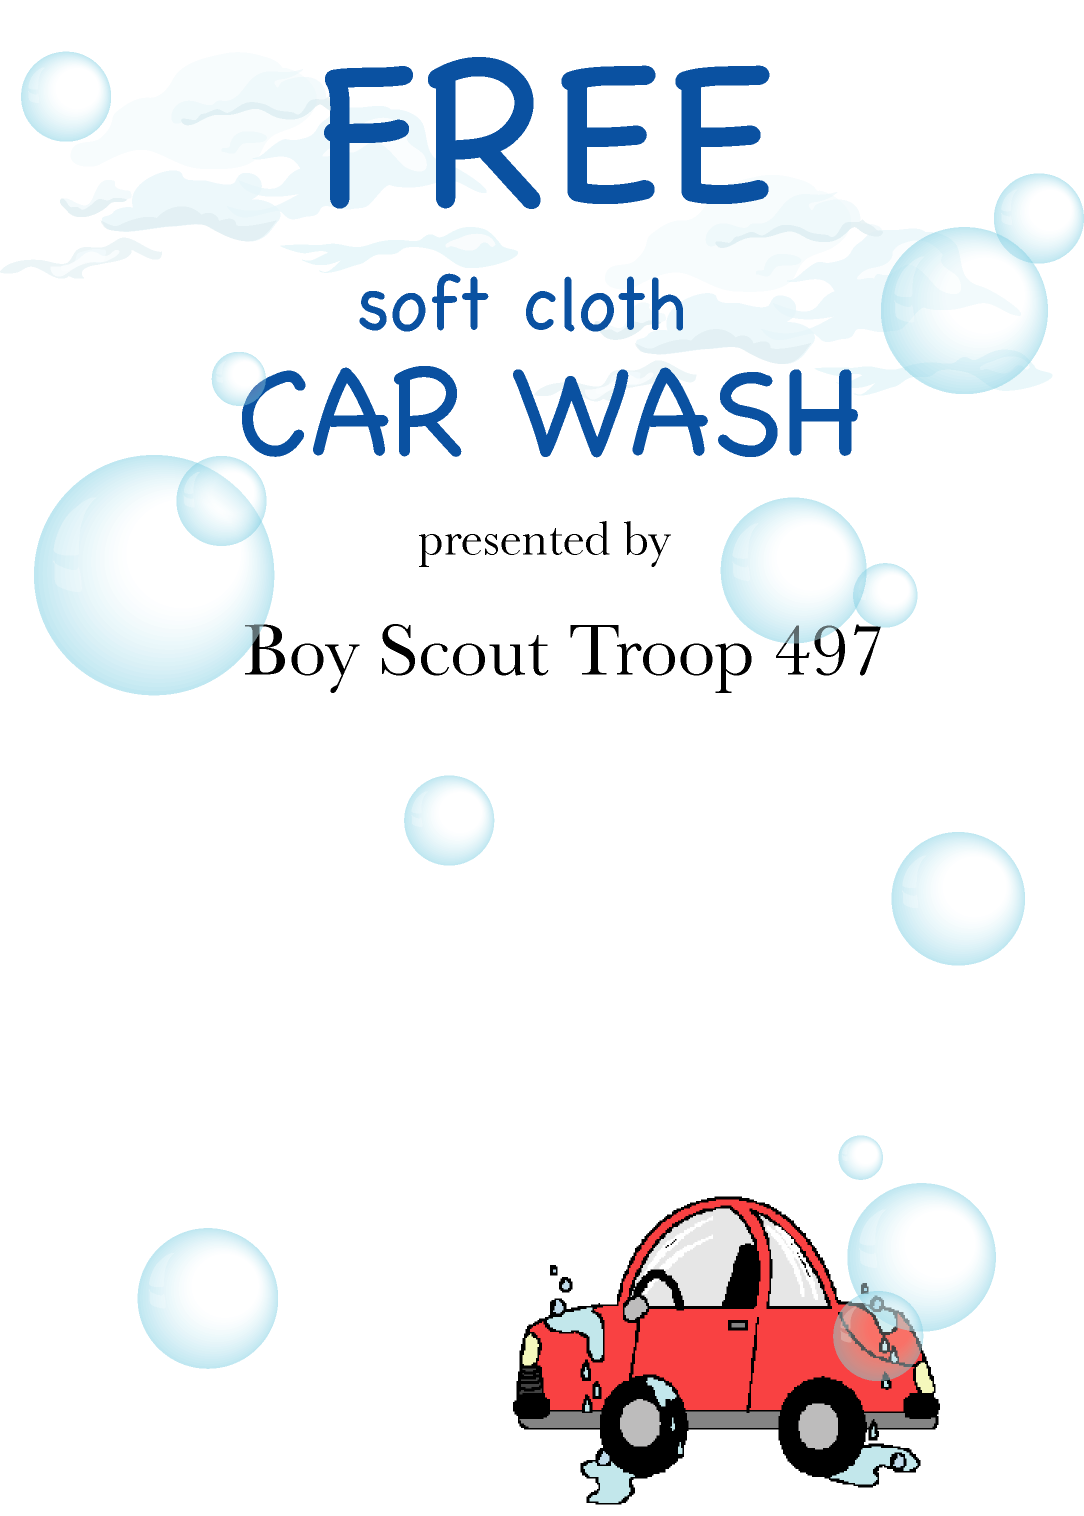 FREE
soft cloth
CAR WASH
presented by
Boy Scout Troop 497